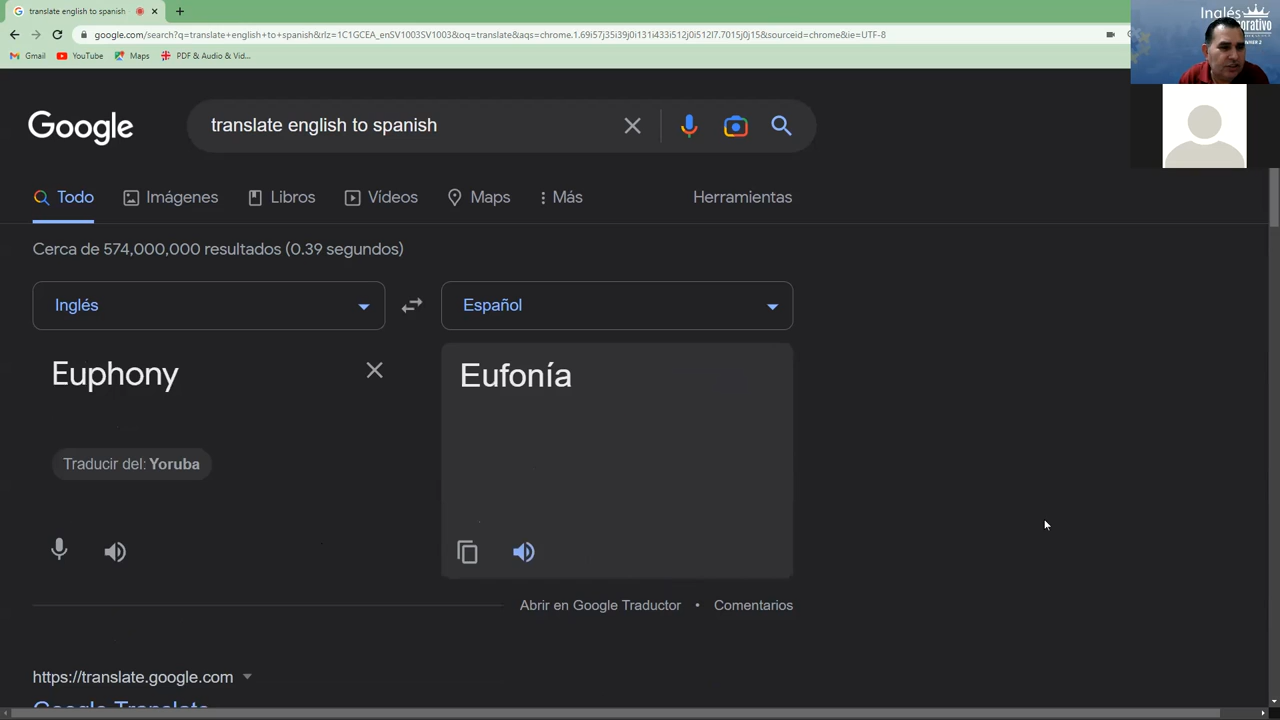 translate english to spanish
google.com/search?q=translate+english+to+spanish&rlz=1C1GCEA_enSV1003SV1003&oq=translate&aqs=chrome.1.69i57j35i39j0i131i433i512j0i512l7.7015j0j15&sourceid=chrome&ie=UTF-8
Gmail YouTube Maps PDF & Audio & Vid...
Inglés
Google translate english to spanish
Todo Imágenes Libros Vídeos Maps Más Herramientas
Cerca de 574,000,000 resultados (0.39 segundos)
Inglés Español
Euphony Eufonía
Traducir del: Yoruba
Abrir en Google Traductor • Comentarios
https://translate.google.com
Google Translate